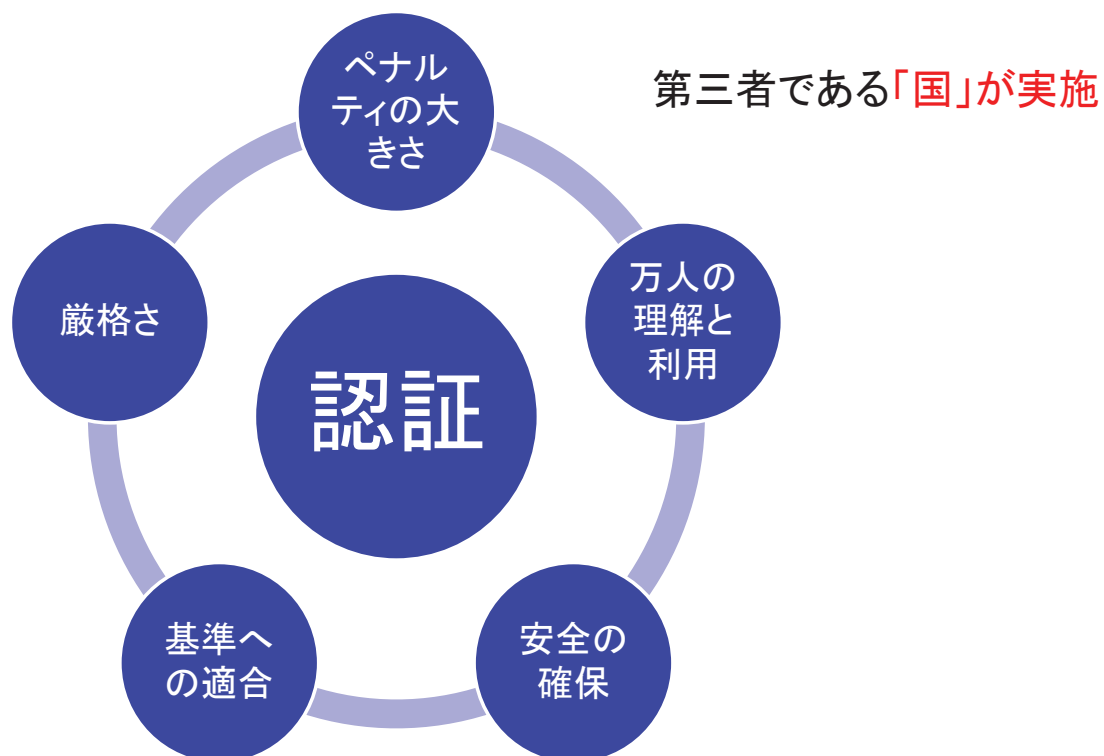 ペナル
ティの大
きさ
第三者である「国」が実施
万人の
理解と
利用
厳格さ
認証
基準へ
の適合
安全の
確保